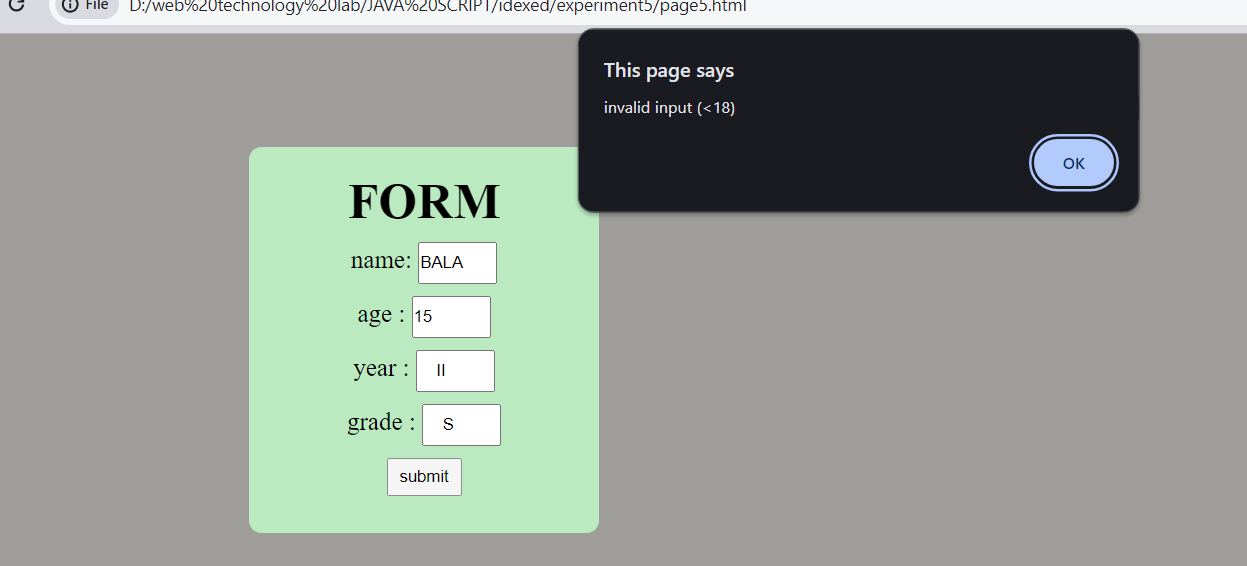 File D:/web%20technology%20lab/JAVA%20SCRIPT/idexed/experiment5/page5.html
This page says
invalid input (<18)
OK
FORM
name: BALA
age : 15
year : II
grade : S
submit